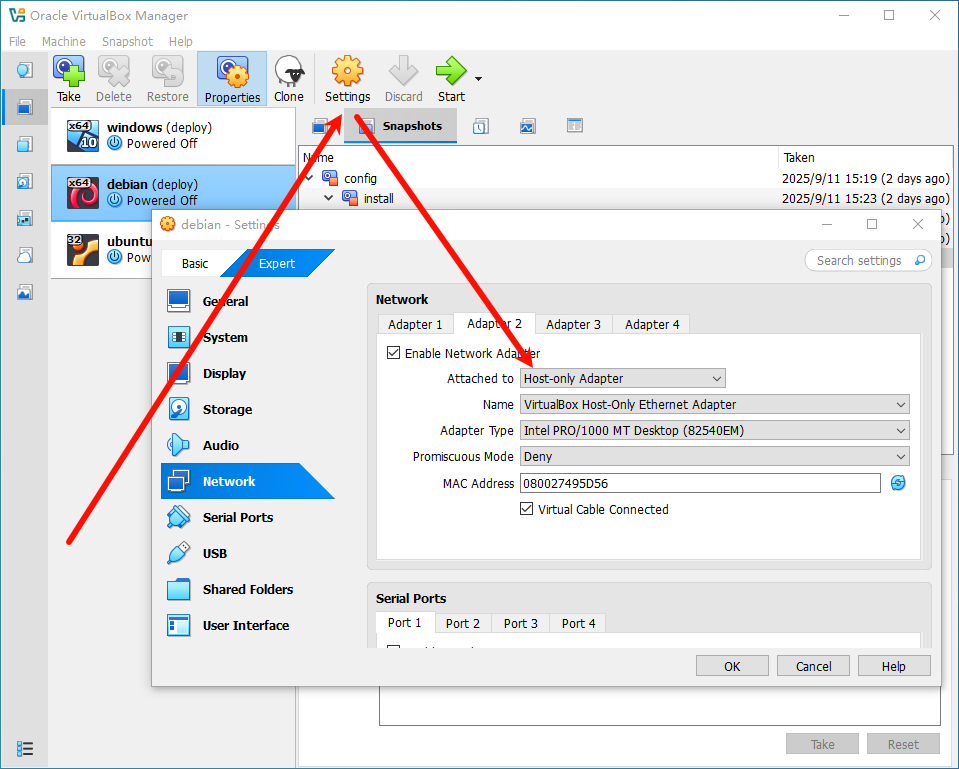 Oracle VirtualBox Manager
File Machine Snapshot Help
Take Delete Restore Properties Clone Settings Discard Start
x64 10 windows (deploy)
Powered Off
Snapshots
x64 debian (deploy)
Powered Off
32 ubuntu
Pow
Name Taken
config 2025/9/11 15:19 (2 days ago)
install 2025/9/11 15:23 (2 days ago)
debian - Settings
Basic Expert Search settings
General
System
Display
Storage
Audio
Network
Serial Ports
USB
Shared Folders
User Interface
Network
Adapter 1 Adapter 2 Adapter 3 Adapter 4
Enable Network Adapter
Attached to Host-only Adapter
Name VirtualBox Host-Only Ethernet Adapter
Adapter Type Intel PRO/1000 MT Desktop (82540EM)
Promiscuous Mode Deny
MAC Address 080027495D56
Virtual Cable Connected
Serial Ports
Port 1 Port 2 Port 3 Port 4
OK Cancel Help
Take Reset